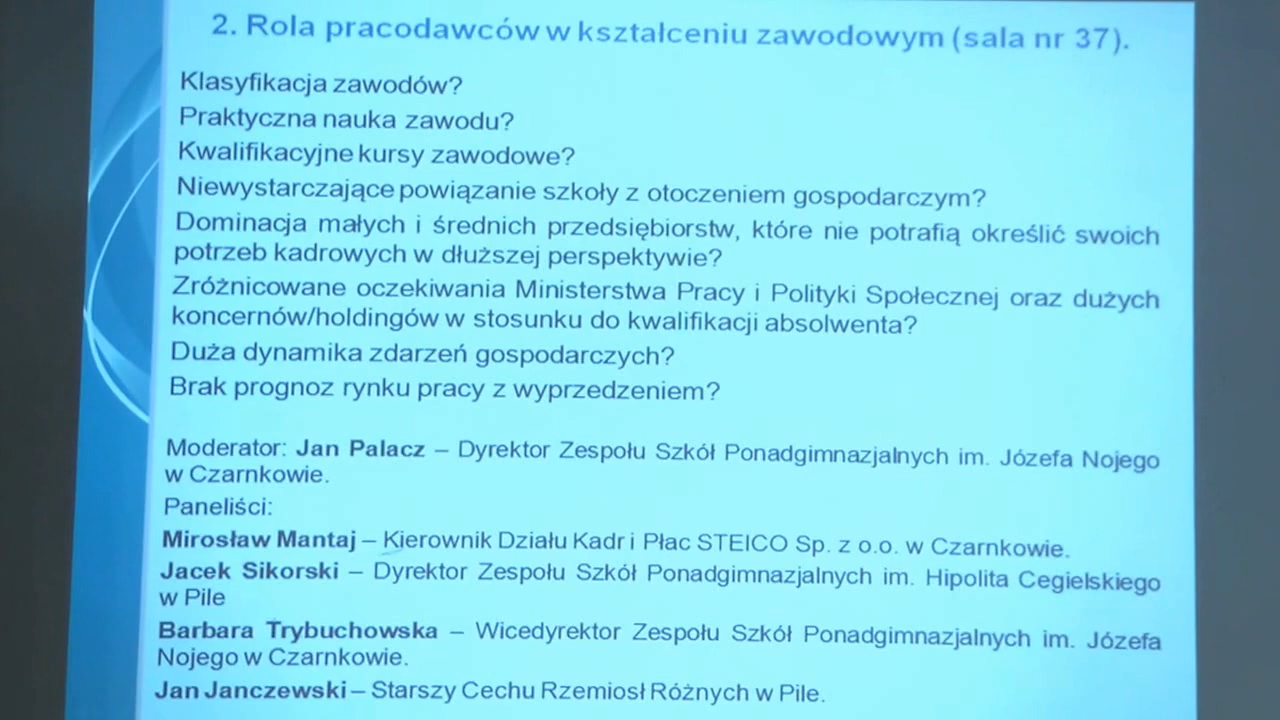 2. Rola pracodawców w kształceniu zawodowym (sala nr 37).
Klasyfikacja zawodów?
Praktyczna nauka zawodu?
Kwalifikacyjne kursy zawodowe?
Niewystarczające powiązanie szkoły z otoczeniem gospodarczym?
Dominacja małych i średnich przedsiębiorstw, które nie potrafią określić swoich
potrzeb kadrowych w dłuższej perspektywie?
Zróżnicowane oczekiwania Ministerstwa Pracy i Polityki Społecznej oraz dużych
koncernów/holdingów w stosunku do kwalifikacji absolwenta?
Duża dynamika zdarzeń gospodarczych?
Brak prognoz rynku pracy z wyprzedzeniem?
Moderator: Jan Palacz – Dyrektor Zespołu Szkół Ponadgimnazjalnych im. Józefa Nojego
w Czarnkowie.
Paneliści:
Mirosław Mantaj – Kierownik Działu Kadr i Płac STEICO Sp. z o.o. w Czarnkowie.
Jacek Sikorski – Dyrektor Zespołu Szkół Ponadgimnazjalnych im. Hipolita Cegielskiego
w Pile
Barbara Trybuchowska – Wicedyrektor Zespołu Szkół Ponadgimnazjalnych im. Józefa
Nojego w Czarnkowie.
Jan Janczewski – Starszy Cechu Rzemiosł Różnych w Pile.